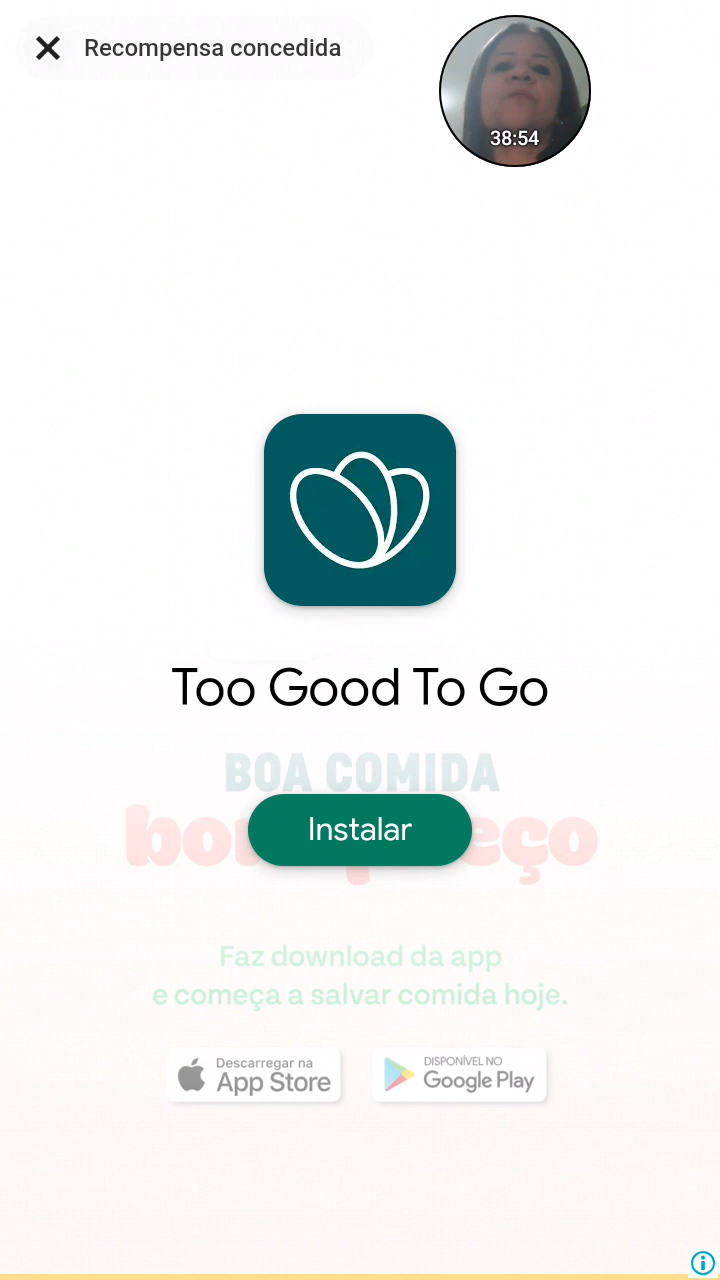 Recompensa concedida
38:54
Too Good To Go
BOA COMIDA
Instalar
Faz download da app
e começa a salvar comida hoje.
Descarregar na
App Store
DISPONÍVEL NO
Google Play